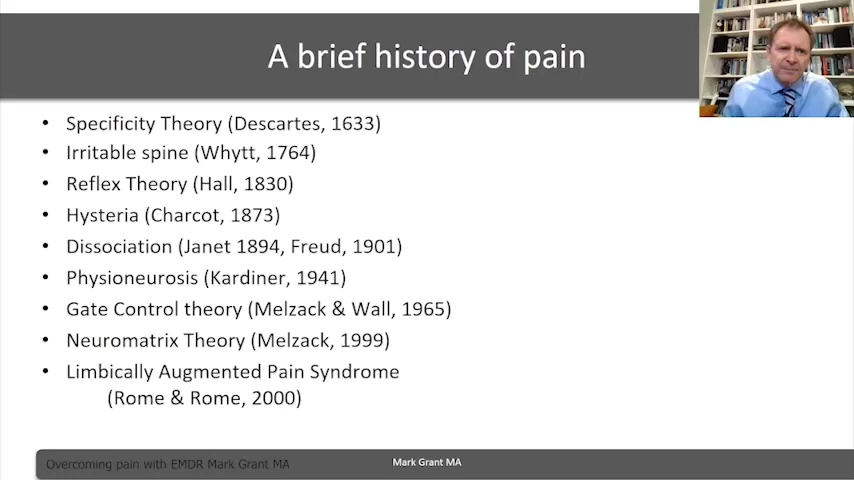 A brief history of pain
• Specificity Theory (Descartes, 1633)
• Irritable spine (Whytt, 1764)
• Reflex Theory (Hall, 1830)
• Hysteria (Charcot, 1873)
• Dissociation (Janet 1894, Freud, 1901)
• Physioneurosis (Kardiner, 1941)
• Gate Control theory (Melzack & Wall, 1965)
• Neuromatrix Theory (Melzack, 1999)
• Limbically Augmented Pain Syndrome
(Rome & Rome, 2000)
Overcoming pain with EMDR Mark Grant MA
Mark Grant MA